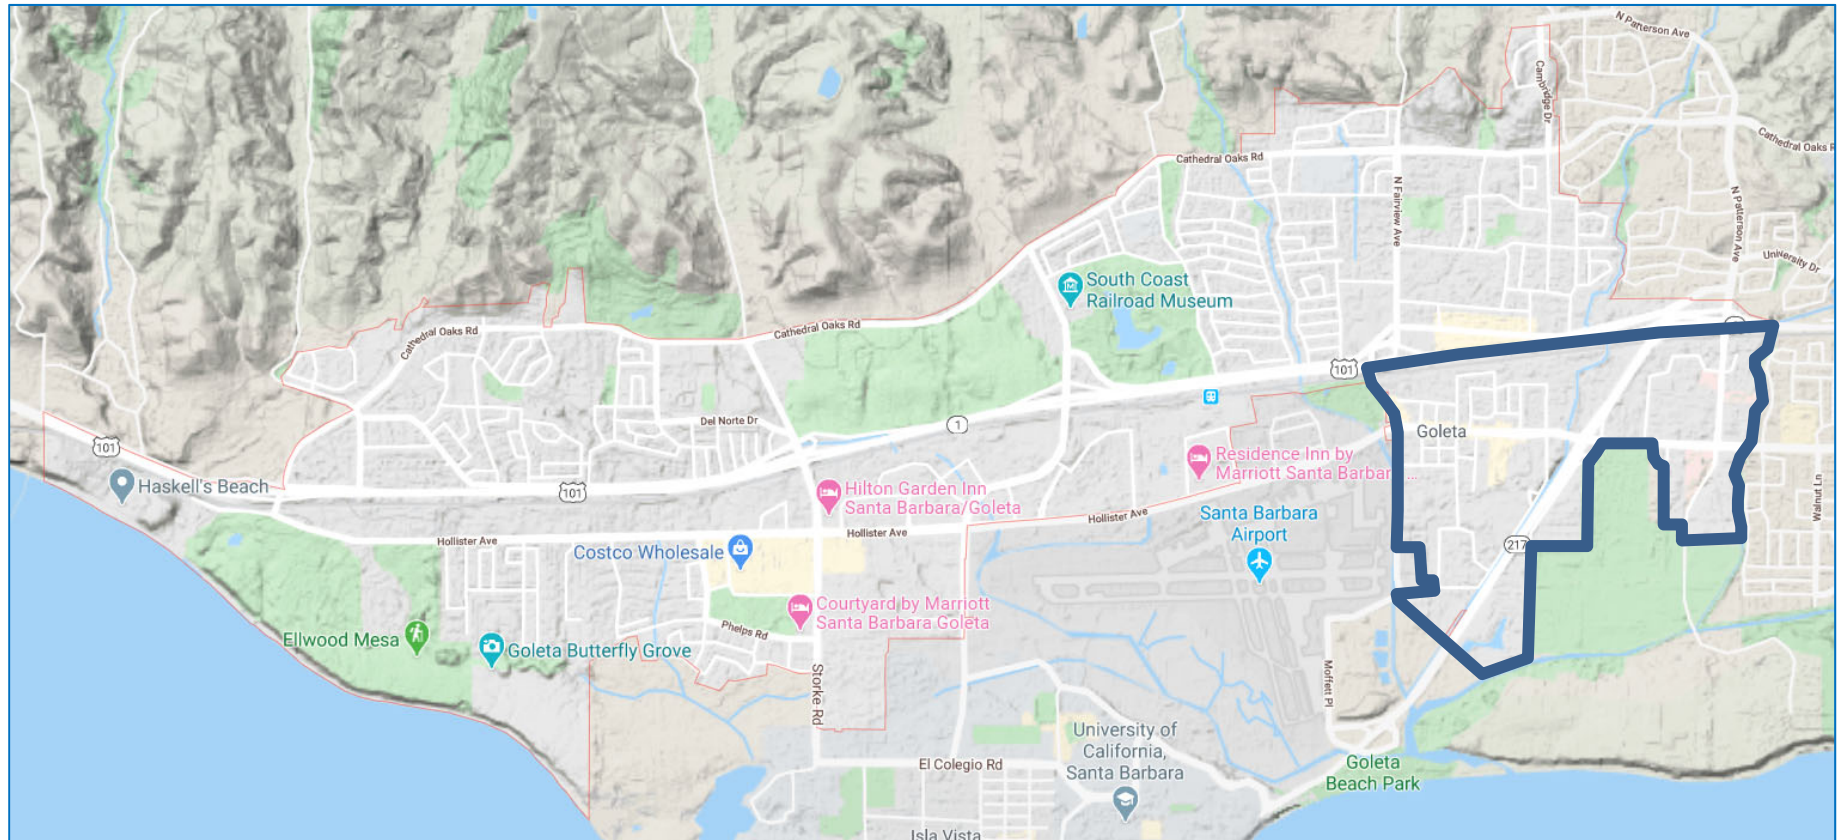 N Patterson Ave
Cambridge Dr
Cathedral Oaks R
Cathedral Oaks Rd
N Fairview Ave
N Patterson Ave
University Dr
South Coast
Railroad Museum
Cathedral Oaks Rd
Cathedral Oaks Rd
101
Del Norte Dr
1
Goleta
101
Residence Inn by
Marriott Santa Barbar ...
Haskell's Beach
101
Hilton Garden Inn
Santa Barbara/Goleta
Walnut Ln
Santa Barbara
Airport
Hollister Ave
Hollister Ave
Hollister Ave
217
Costco Wholesale
Courtyard by Marriott
Santa Barbara Goleta
Phelps Rd
Ellwood Mesa
Goleta Butterfly Grove
Storke Rd
Moffett Pl
University of
California,
Santa Barbara
El Colegio Rd
Goleta
Beach Park
Isla Vista